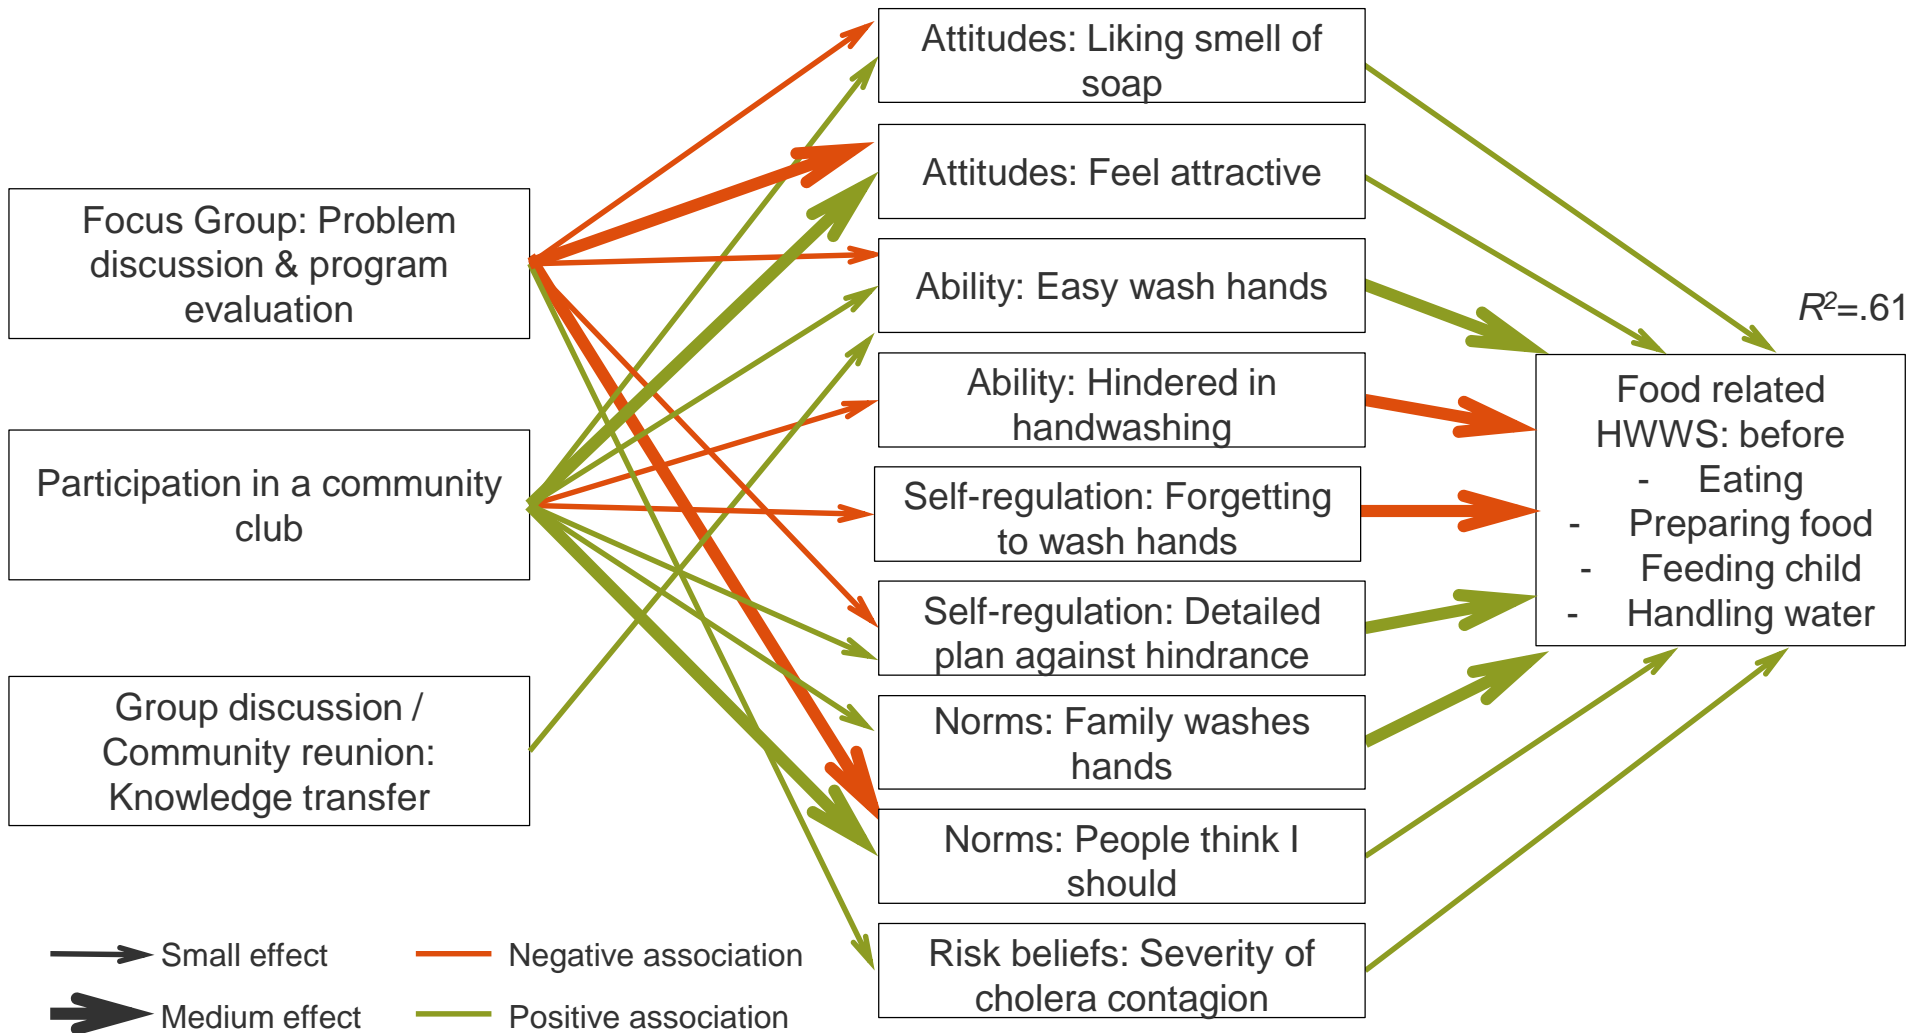 Focus Group: Problem
discussion & program
evaluation
Participation in a community
club
Group discussion /
Community reunion:
Knowledge transfer
Attitudes: Liking smell of
soap
Attitudes: Feel attractive
Ability: Easy wash hands
Ability: Hindered in
handwashing
Self-regulation: Forgetting
to wash hands
Self-regulation: Detailed
plan against hindrance
Norms: Family washes
hands
Norms: People think I
should
Risk beliefs: Severity of
cholera contagion
R²=.61
Food related
HWWS: before
- Eating
- Preparing food
- Feeding child
- Handling water
Small effect
Negative association
Medium effect
Positive association